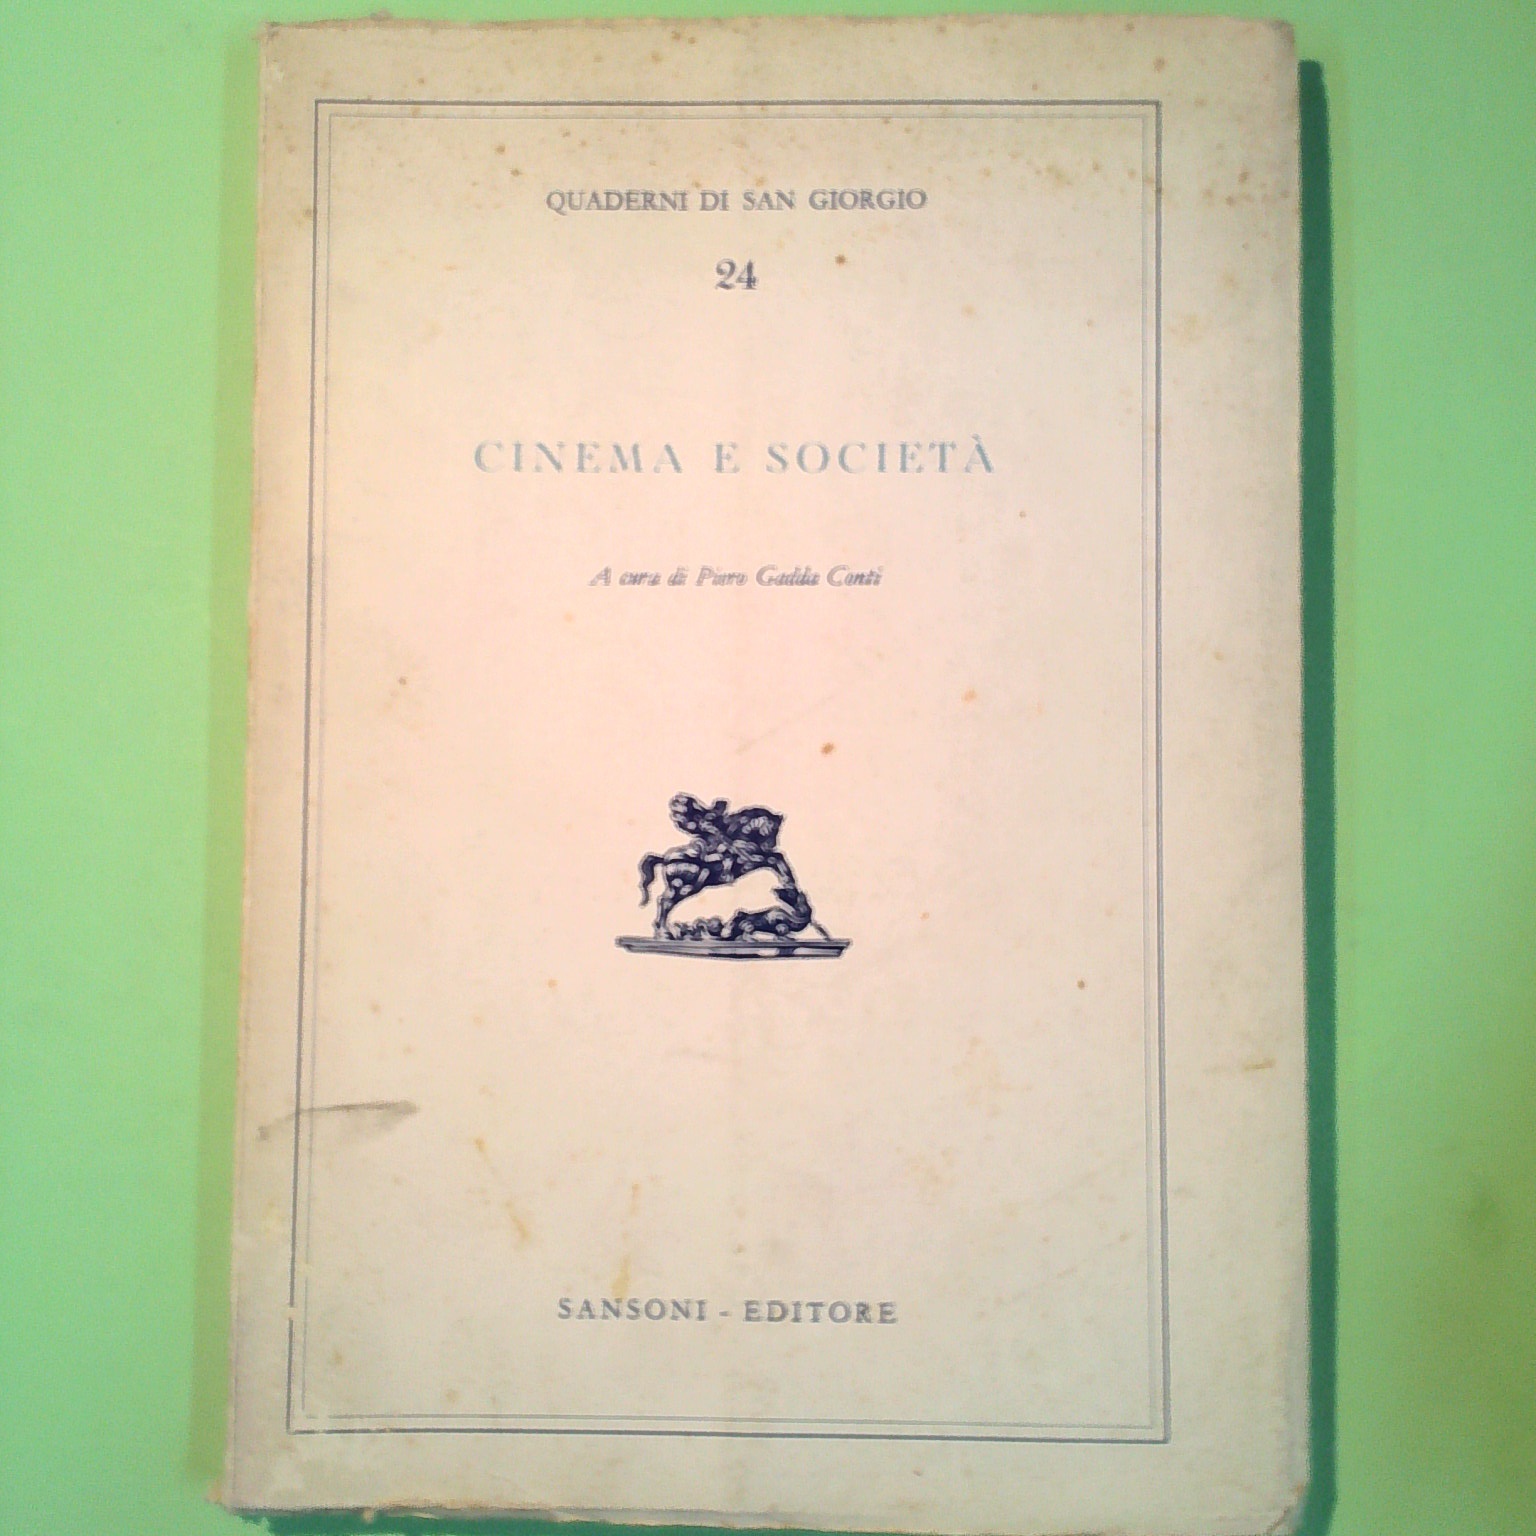 QUADERNI DI SAN GIORGIO
24
CINEMA E SOCIETÀ
A cura di Piero Gadda Conti
SANSONI - EDITORE